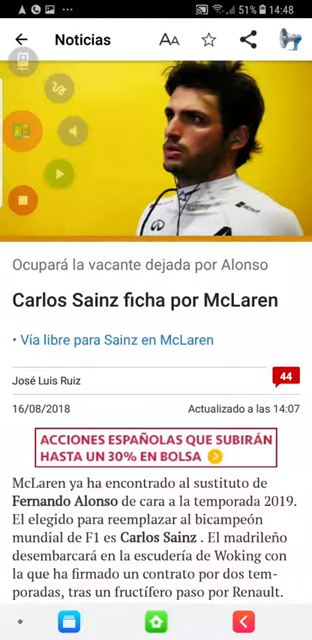 51% 14:48
Noticias AA
Ocupará la vacante dejada por Alonso
Carlos Sainz ficha por McLaren
• Vía libre para Sainz en McLaren
José Luis Ruiz
44
16/08/2018 Actualizado a las 14:07
ACCIONES ESPAÑOLAS QUE SUBIRÁN
HASTA UN 30% EN BOLSA
McLaren ya ha encontrado al sustituto de
Fernando Alonso de cara a la temporada 2019.
El elegido para reemplazar al bicampeón
mundial de F1 es Carlos Sainz . El madrileño
desembarcará en la escudería de Woking con
la que ha firmado un contrato por dos tem-
poradas, tras un fructífero paso por Renault.